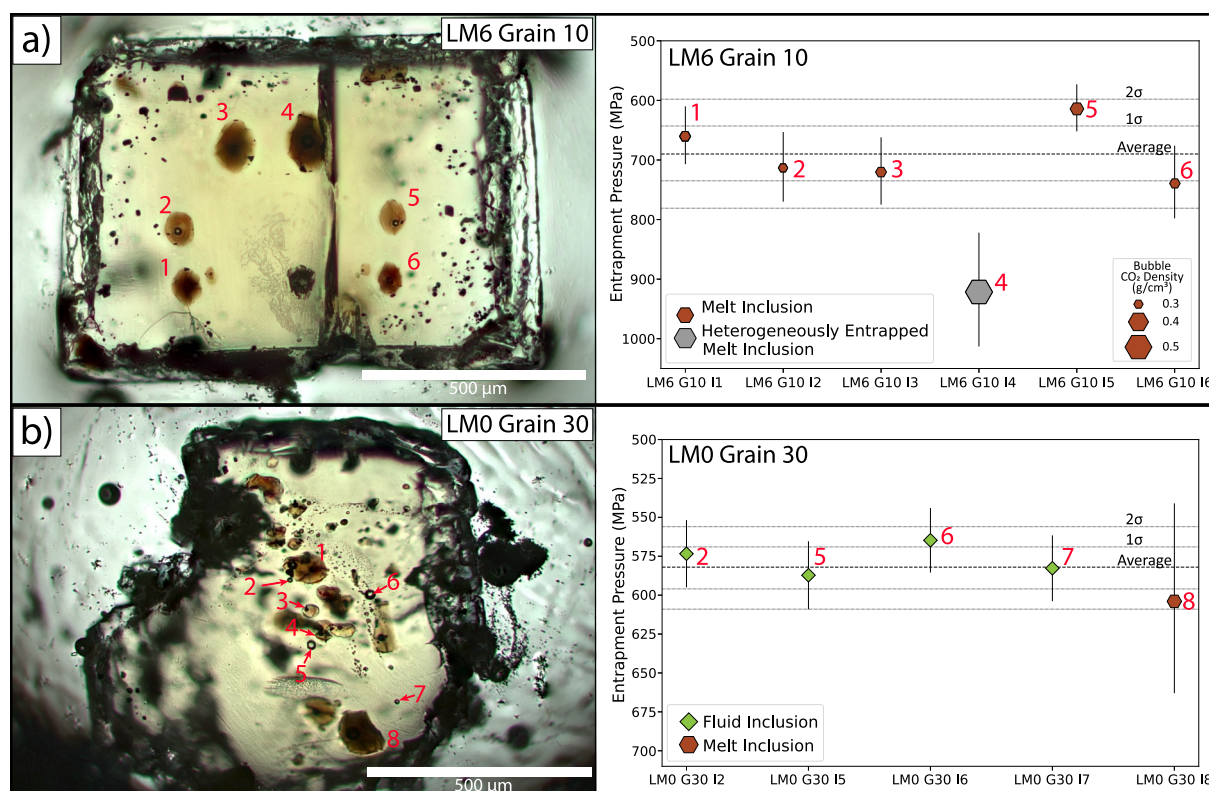 a)
LM6 Grain 10
3
4
2
5
1
6
500 µm
LM6 Grain 10
500
600
700
800
900
1000
Entrapment Pressure (MPa)
2σ
1σ
Average
1
2
3
4
5
6
Melt Inclusion
Heterogeneously Entrapped
Melt Inclusion
Bubble
CO₂ Density
(g/cm³)
0.3
0.4
0.5
LM6 G10 I1
LM6 G10 I2
LM6 G10 I3
LM6 G10 I4
LM6 G10 I5
LM6 G10 I6
b)
LM0 Grain 30
1
2
3
4
5
6
7
8
500 µm
LM0 Grain 30
500
525
550
575
600
625
650
675
700
Entrapment Pressure (MPa)
2σ
1σ
Average
2
5
6
7
8
Fluid Inclusion
Melt Inclusion
LM0 G30 I2
LM0 G30 I5
LM0 G30 I6
LM0 G30 I7
LM0 G30 I8